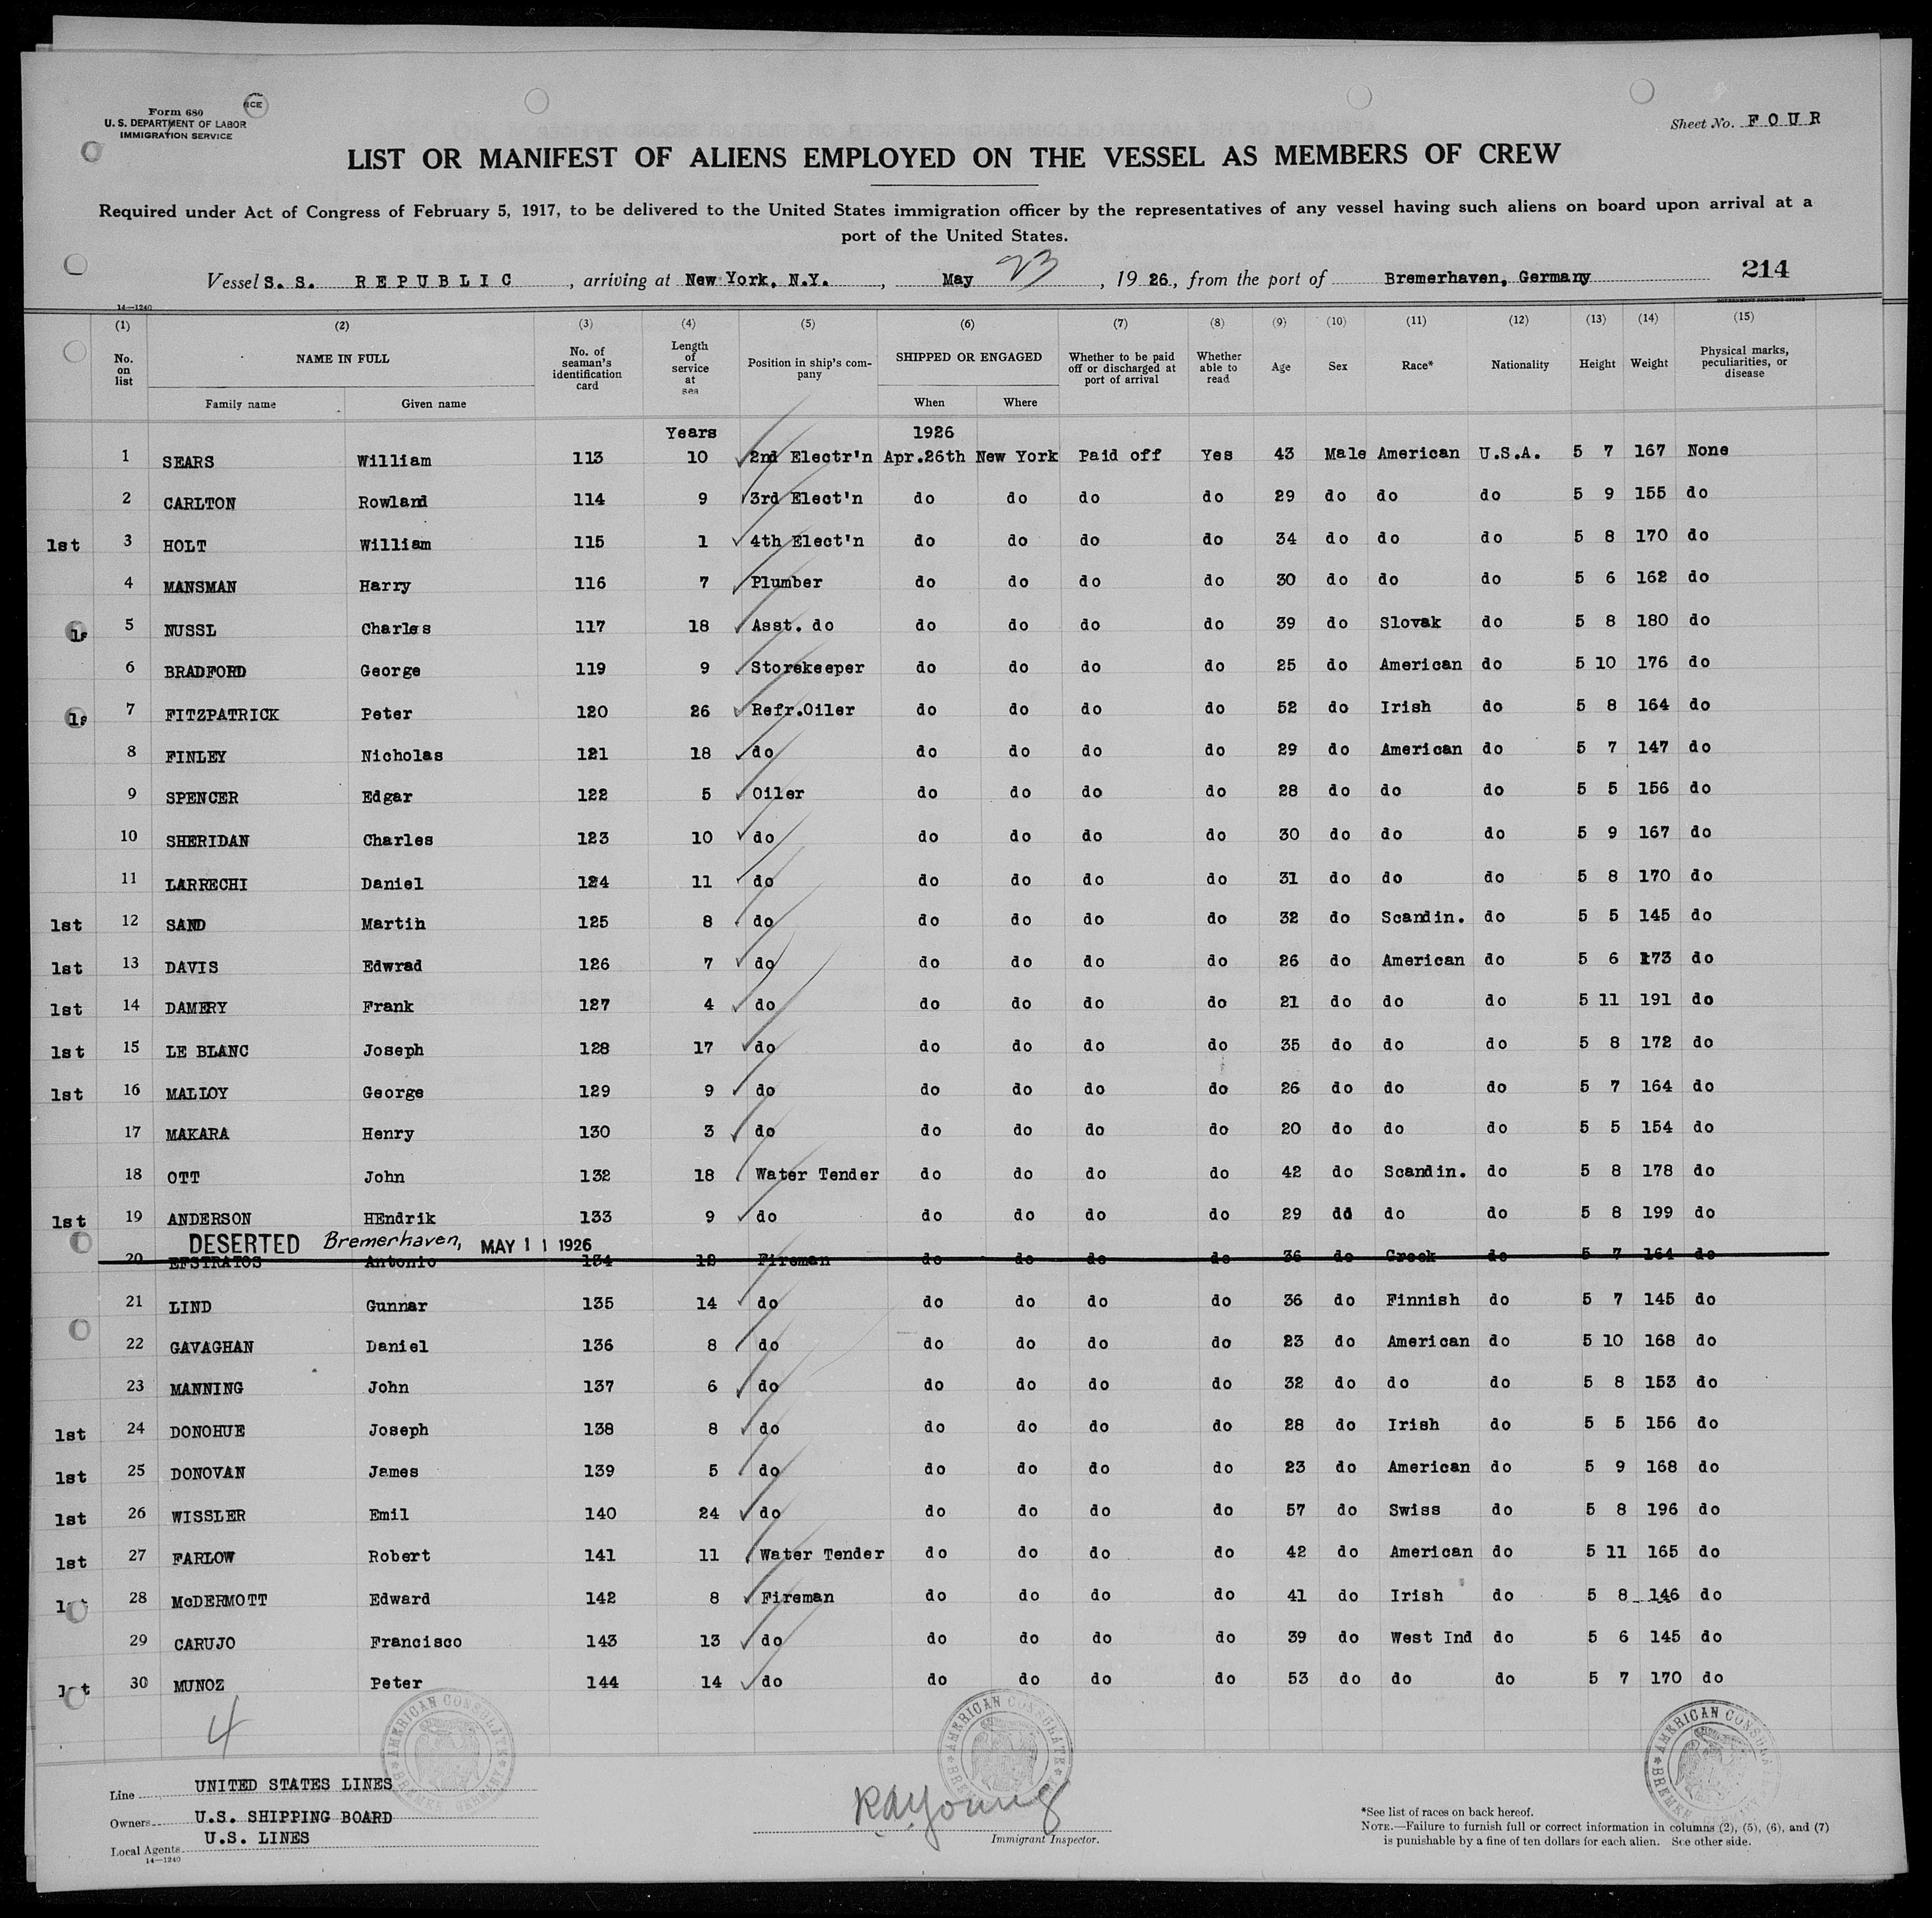 Form 680
U. S. DEPARTMENT OF LABOR
IMMIGRATION SERVICE
Sheet No. FOUR
LIST OR MANIFEST OF ALIENS EMPLOYED ON THE VESSEL AS MEMBERS OF CREW
Required under Act of Congress of February 5, 1917, to be delivered to the United States immigration officer by the representatives of any vessel having such aliens on board upon arrival at a
port of the United States.
Vessel S. S. REPUBLIC, arriving at New York, N.Y., May 23, 1926, from the port of Bremerhaven, Germany 214
14—1240
(1) (2) (3) (4) (5) (6) (7) (8) (9) (10) (11) (12) (13) (14) (15)
No. on list NAME IN FULL No. of seaman's identification card Length of service at sea Position in ship's company SHIPPED OR ENGAGED Whether to be paid off or discharged at port of arrival Whether able to read Age Sex Race* Nationality Height Weight Physical marks, peculiarities, or disease
Family name Given name When Where
Years 1926
1 SEARS William 113 10 2nd Electr'n Apr.26th New York Paid off Yes 43 Male American U.S.A. 5 7 167 None
2 CARLTON Rowland 114 9 3rd Elect'n do do do do 29 do do do 5 9 155 do
1st 3 HOLT William 115 1 4th Elect'n do do do do 34 do do do 5 8 170 do
4 MANSMAN Harry 116 7 Plumber do do do do 30 do do do 5 6 162 do
5 NUSSL Charles 117 18 Asst. do do do do do 39 do Slovak do 5 8 180 do
6 BRADFORD George 119 9 Storekeeper do do do do 25 do American do 5 10 176 do
7 FITZPATRICK Peter 120 26 Refr.Oiler do do do do 52 do Irish do 5 8 164 do
8 FINLEY Nicholas 121 18 do do do do do 29 do American do 5 7 147 do
9 SPENCER Edgar 122 5 Oiler do do do do 28 do do do 5 5 156 do
10 SHERIDAN Charles 123 10 do do do do do 30 do do do 5 9 167 do
11 LARRECHI Daniel 124 11 do do do do do 31 do do do 5 8 170 do
1st 12 SAND Martin 125 8 do do do do do 32 do Scandin. do 5 5 145 do
1st 13 DAVIS Edwrad 126 7 do do do do do 26 do American do 5 6 173 do
1st 14 DAMERY Frank 127 4 do do do do do 21 do do do 5 11 191 do
1st 15 LE BLANC Joseph 128 17 do do do do do 35 do do do 5 8 172 do
1st 16 MALLOY George 129 9 do do do do do 26 do do do 5 7 164 do
17 MAKARA Henry 130 3 do do do do do 20 do do do 5 5 154 do
18 OTT John 132 18 Water Tender do do do do 42 do Scandin. do 5 8 178 do
1st 19 ANDERSON HEndrik 133 9 do do do do do 29 dd do do 5 8 199 do
DESERTED Bremerhaven, MAY 11 1926
20 EFSTRATOS Antonio 134 12 Fireman do do do do 36 do Greek do 5 7 164 do
21 LIND Gunnar 135 14 do do do do do 36 do Finnish do 5 7 145 do
22 GAVAGHAN Daniel 136 8 do do do do do 23 do American do 5 10 168 do
23 MANNING John 137 6 do do do do do 32 do do do 5 8 153 do
1st 24 DONOHUE Joseph 138 8 do do do do do 28 do Irish do 5 5 156 do
1st 25 DONOVAN James 139 5 do do do do do 23 do American do 5 9 168 do
1st 26 WISSLER Emil 140 24 do do do do do 57 do Swiss do 5 8 196 do
1st 27 FARLOW Robert 141 11 Water Tender do do do do 42 do American do 5 11 165 do
28 McDERMOTT Edward 142 8 Fireman do do do do 41 do Irish do 5 8 146 do
29 CARUJO Francisco 143 13 do do do do do 39 do West Ind do 5 6 145 do
30 MUNOZ Peter 144 14 do do do do do 53 do do do 5 7 170 do
4
AMERICAN CONSULATE BREMEN GERMANY
AMERICAN CONSULATE BREMEN
AMERICAN CONSULATE BREMEN GERMANY
Line UNITED STATES LINES
Owners U.S. SHIPPING BOARD
Local Agents U.S. LINES
14—1240
R A Young
Immigrant Inspector.
*See list of races on back hereof.
NOTE.—Failure to furnish full or correct information in columns (2), (5), (6), and (7)
is punishable by a fine of ten dollars for each alien. See other side.